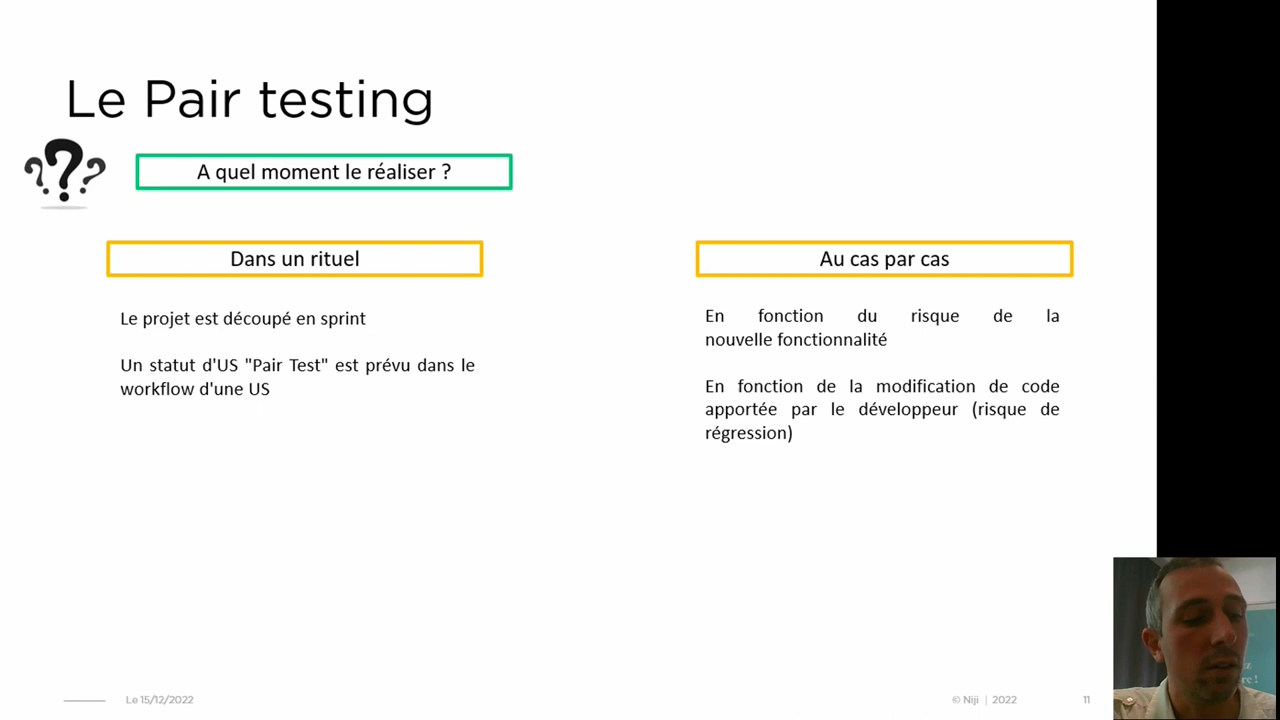 Le Pair testing
A quel moment le réaliser ?
Dans un rituel
Au cas par cas
Le projet est découpé en sprint
Un statut d'US "Pair Test" est prévu dans le
workflow d'une US
En fonction du risque de la
nouvelle fonctionnalité
En fonction de la modification de code
apportée par le développeur (risque de
régression)
Le 15/12/2022
© Niji | 2022
11